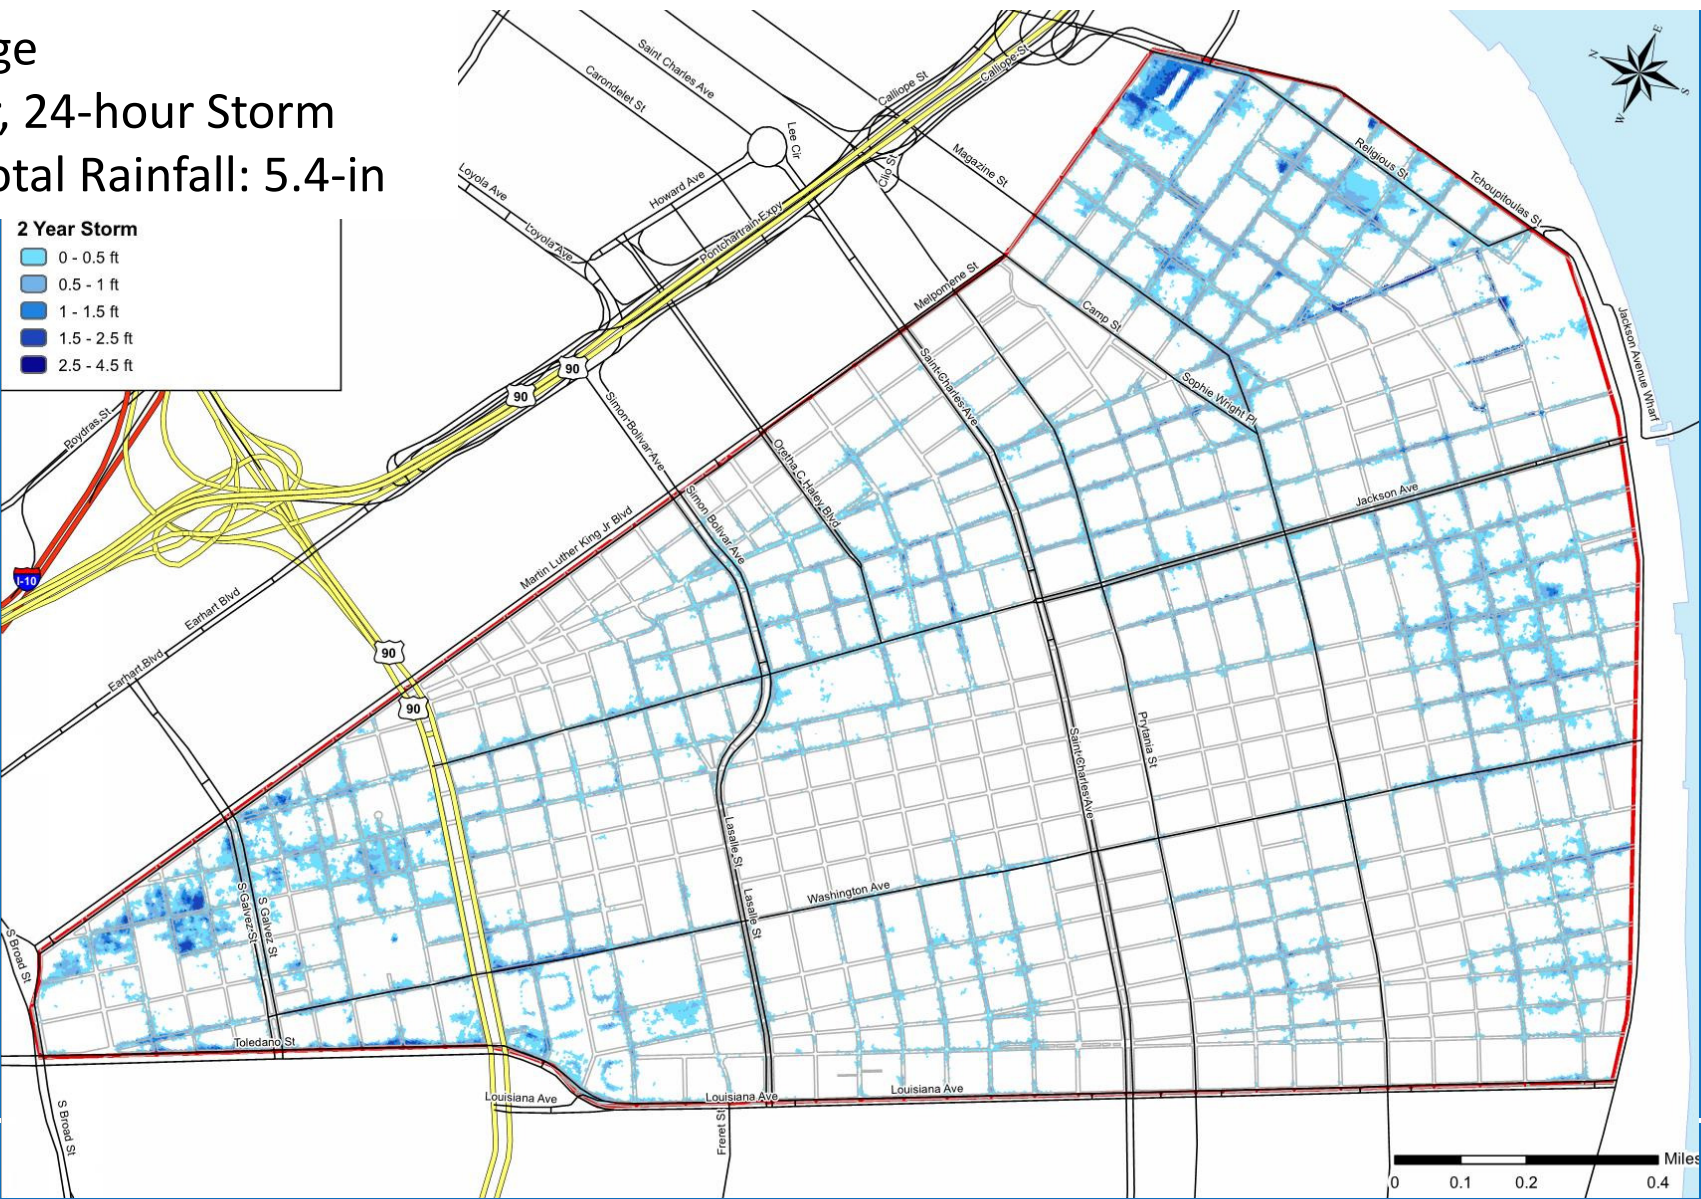 ge
r, 24-hour Storm
otal Rainfall: 5.4-in
2 Year Storm
0 - 0.5 ft
0.5 - 1 ft
1 - 1.5 ft
1.5 - 2.5 ft
2.5 - 4.5 ft
Saint Charles Ave
Carondelet St
Calliope St
Calliope St
Lee Cir
Clio St
Magazine St
Loyola Ave
Howard Ave
Loyola Ave
Pontchartrain Expy
Religious St
Tchoupitoulas St
N
E
S
W
Melpomene St
Camp St
Sophie Wright Pl
Jackson Avenue Wharf
Saint Charles Ave
90
90
Simon Bolivar Ave
Poydras St
Oretha C Haley Blvd
Simon Bolivar Ave
Martin Luther King Jr Blvd
Jackson Ave
I-10
Earhart Blvd
Earhart Blvd
90
90
Saint Charles Ave
Prytania St
Lasalle St
Lasalle St
Washington Ave
S Galvez St
S Galvez St
S Broad St
Toledano St
Louisiana Ave
Louisiana Ave
Louisiana Ave
S Broad St
Freret St
Miles
0 0.1 0.2 0.4